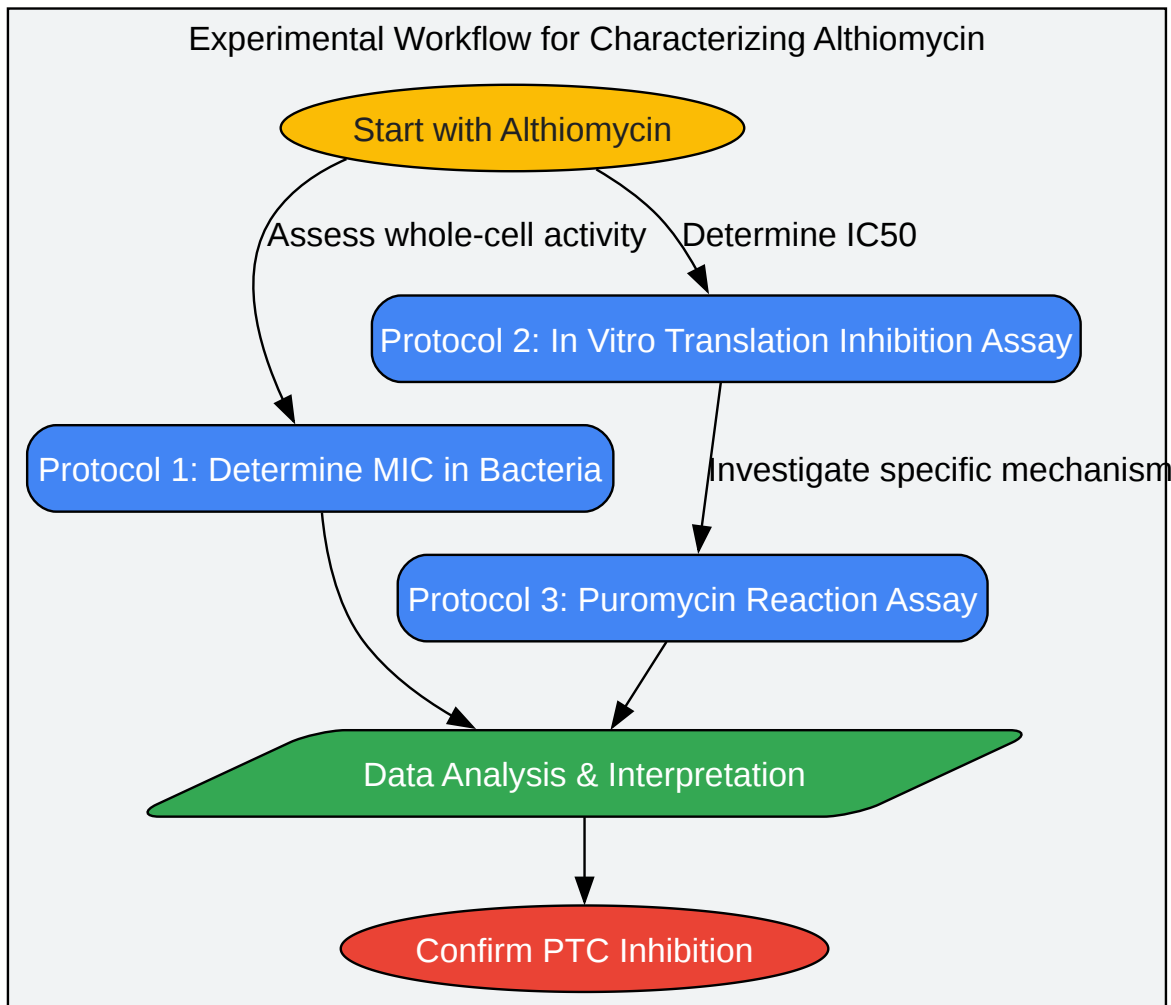 Experimental Workflow for Characterizing Althiomycin
Start with Althiomycin
Assess whole-cell activity
Determine IC50
Protocol 2: In Vitro Translation Inhibition Assay
Protocol 1: Determine MIC in Bacteria
Investigate specific mechanism
Protocol 3: Puromycin Reaction Assay
Data Analysis & Interpretation
Confirm PTC Inhibition